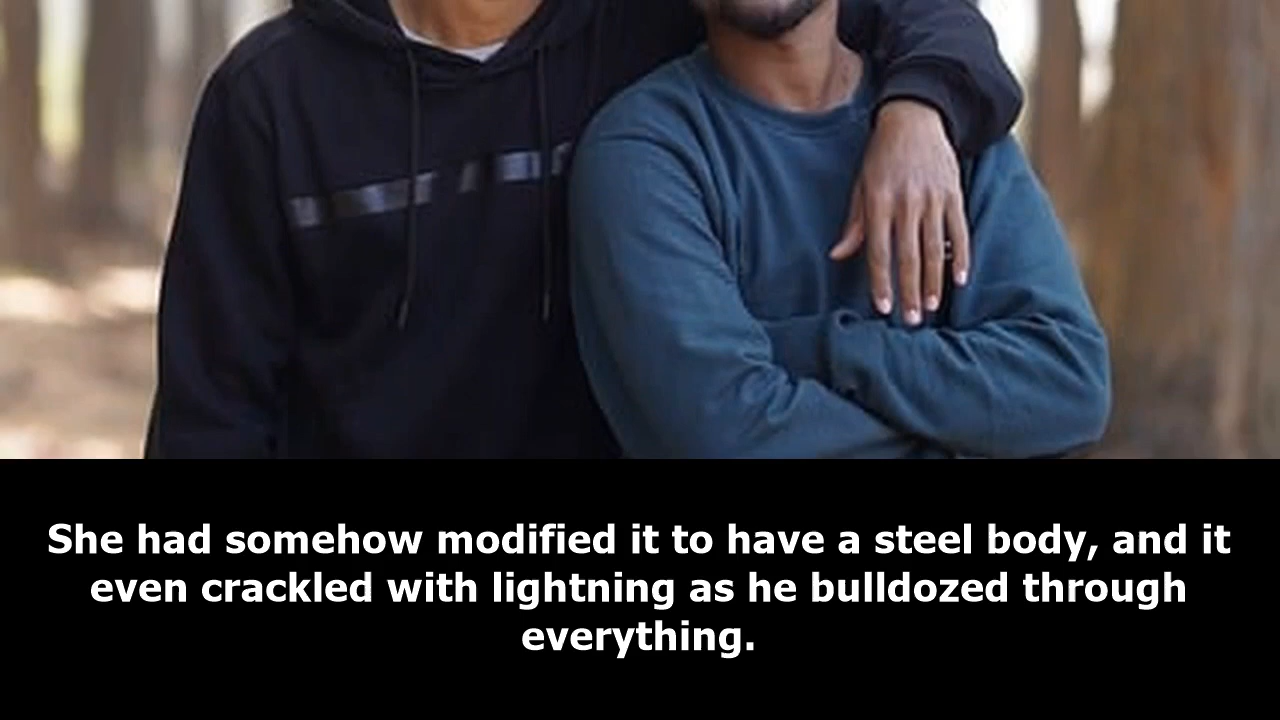 She had somehow modified it to have a steel body, and it
even crackled with lightning as he bulldozed through
everything.